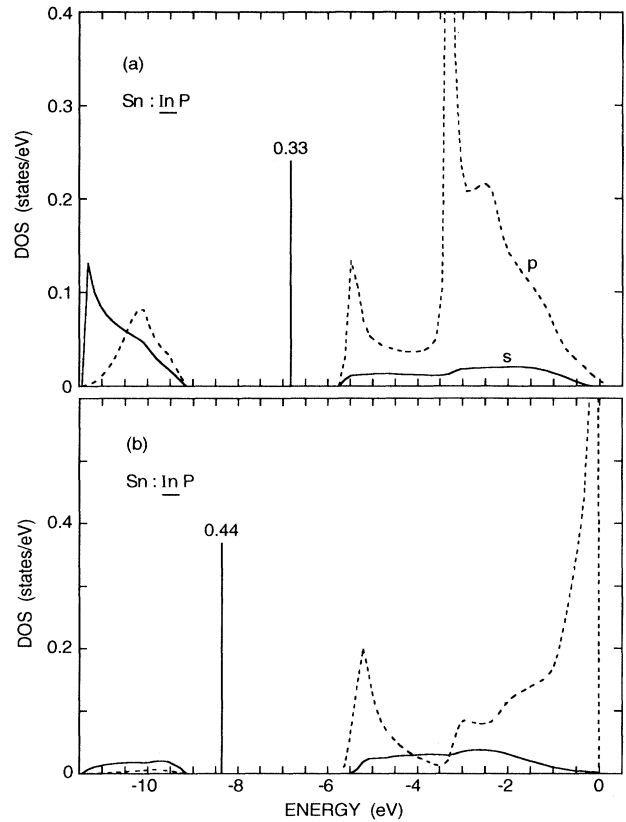 0.4
(a)
Sn : In P
0.3
0.33
DOS (states/eV)
0.2
p
0.1
s
0
(b)
Sn : In P
0.44
0.4
DOS (states/eV)
0.2
0
-10 -8 -6 -4 -2 0
ENERGY (eV)